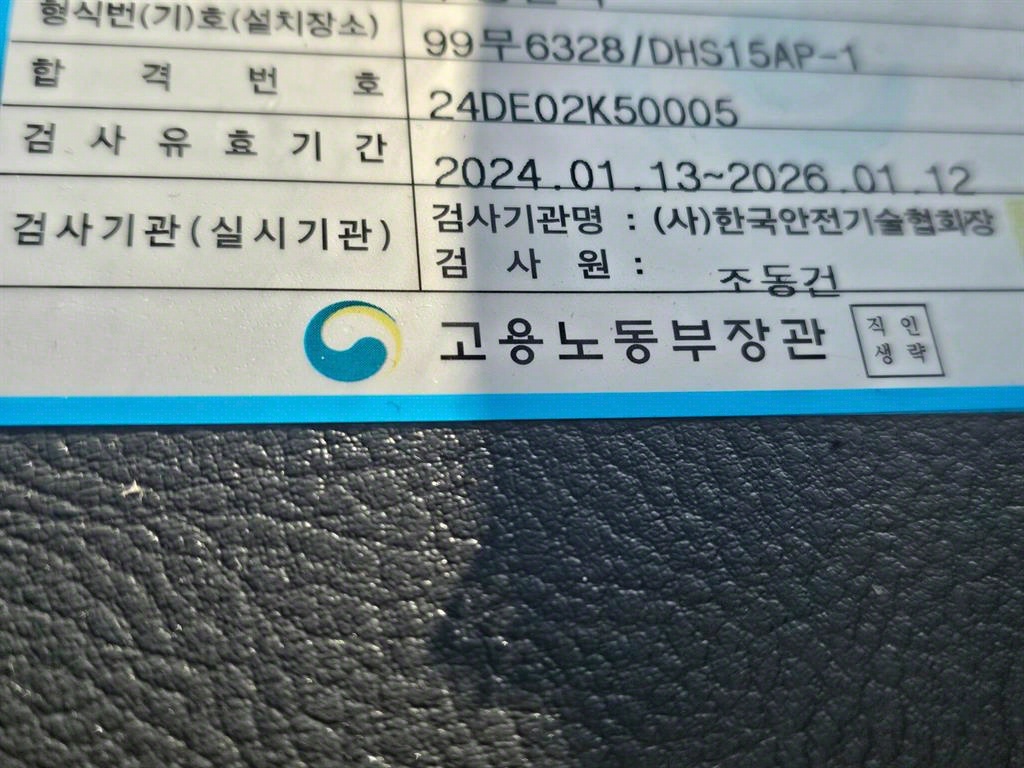 형식번(기)호(설치장소) 99무6328/DHS15AP-1
합 격 번 호 24DE02K50005
검 사 유 효 기 간 2024.01.13~2026.01.12
검사기관(실시기관) 검사기관명 : (사)한국안전기술협회장
검 사 원 : 조동건
고용노동부장관 직인
생략